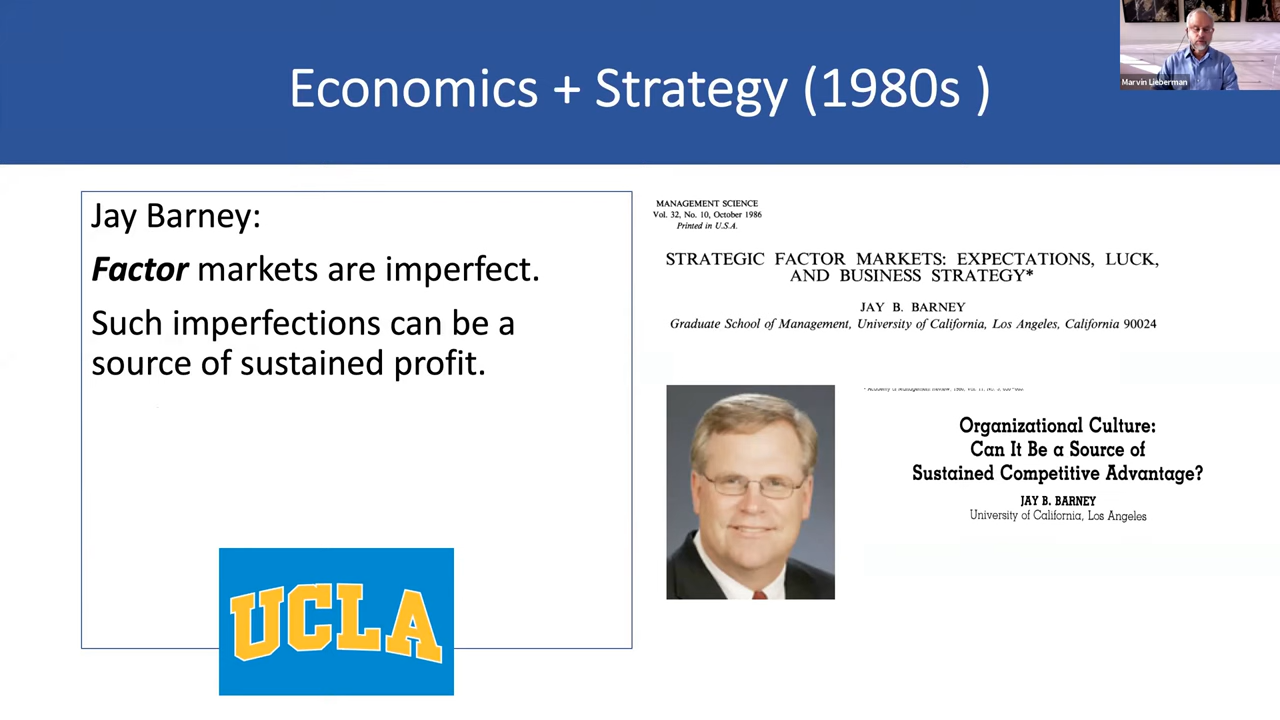 Economics + Strategy (1980s )
Marvin Lieberman
Jay Barney:
Factor markets are imperfect.
Such imperfections can be a
source of sustained profit.
UCLA
MANAGEMENT SCIENCE
Vol. 32, No. 10, October 1986
Printed in U.S.A.
STRATEGIC FACTOR MARKETS: EXPECTATIONS, LUCK,
AND BUSINESS STRATEGY*
JAY B. BARNEY
Graduate School of Management, University of California, Los Angeles, California 90024
Organizational Culture:
Can It Be a Source of
Sustained Competitive Advantage?
JAY B. BARNEY
University of California, Los Angeles